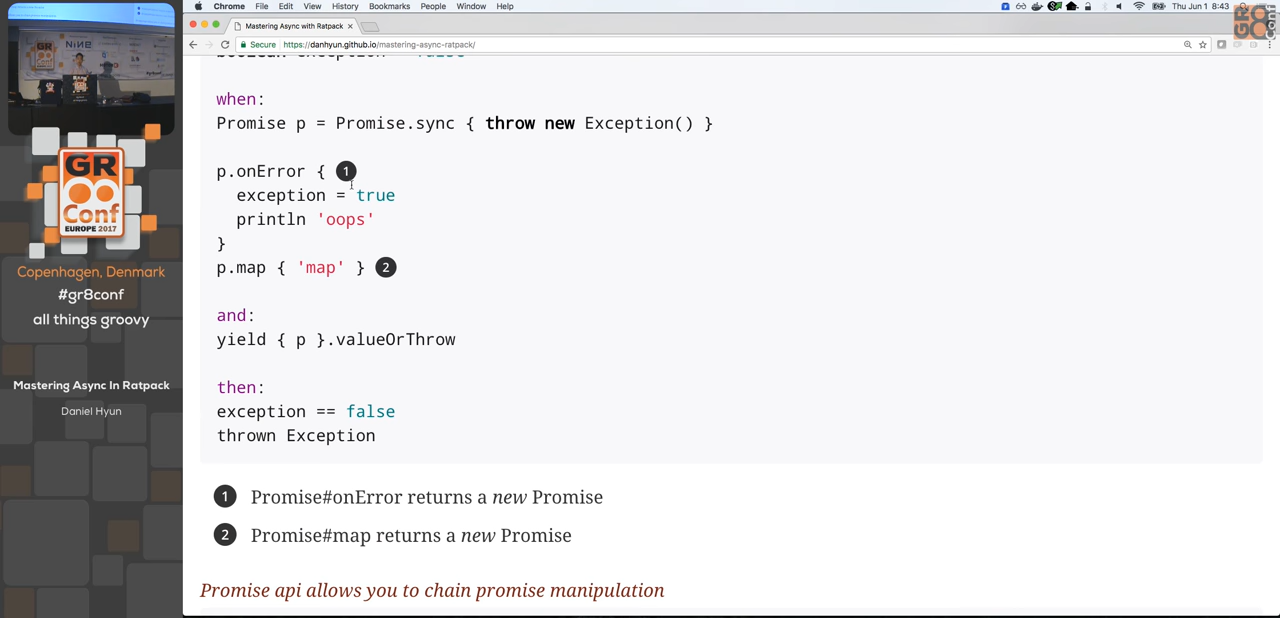 Chrome File Edit View History Bookmarks People Window Help
Thu Jun 1 8:43
Mastering Async with Ratpack
Secure https://danhyun.github.io/mastering-async-ratpack/
when:
Promise p = Promise.sync { throw new Exception() }
p.onError { 1
exception = true
println 'oops'
}
p.map { 'map' } 2
and:
yield { p }.valueOrThrow
then:
exception == false
thrown Exception
1 Promise#onError returns a new Promise
2 Promise#map returns a new Promise
Promise api allows you to chain promise manipulation
GR
Conf
EUROPE 2017
Copenhagen, Denmark
#gr8conf
all things groovy
Mastering Async In Ratpack
Daniel Hyun